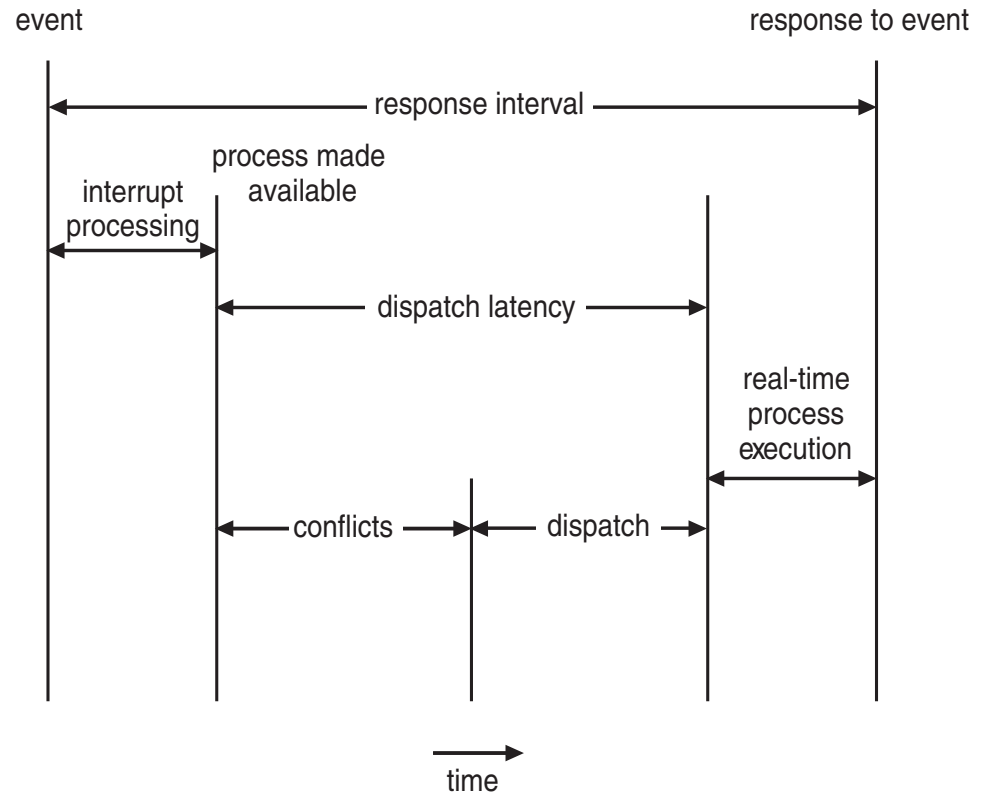 event
response to event
response interval
process made
available
interrupt
processing
dispatch latency
real-time
process
execution
conflicts
dispatch
time